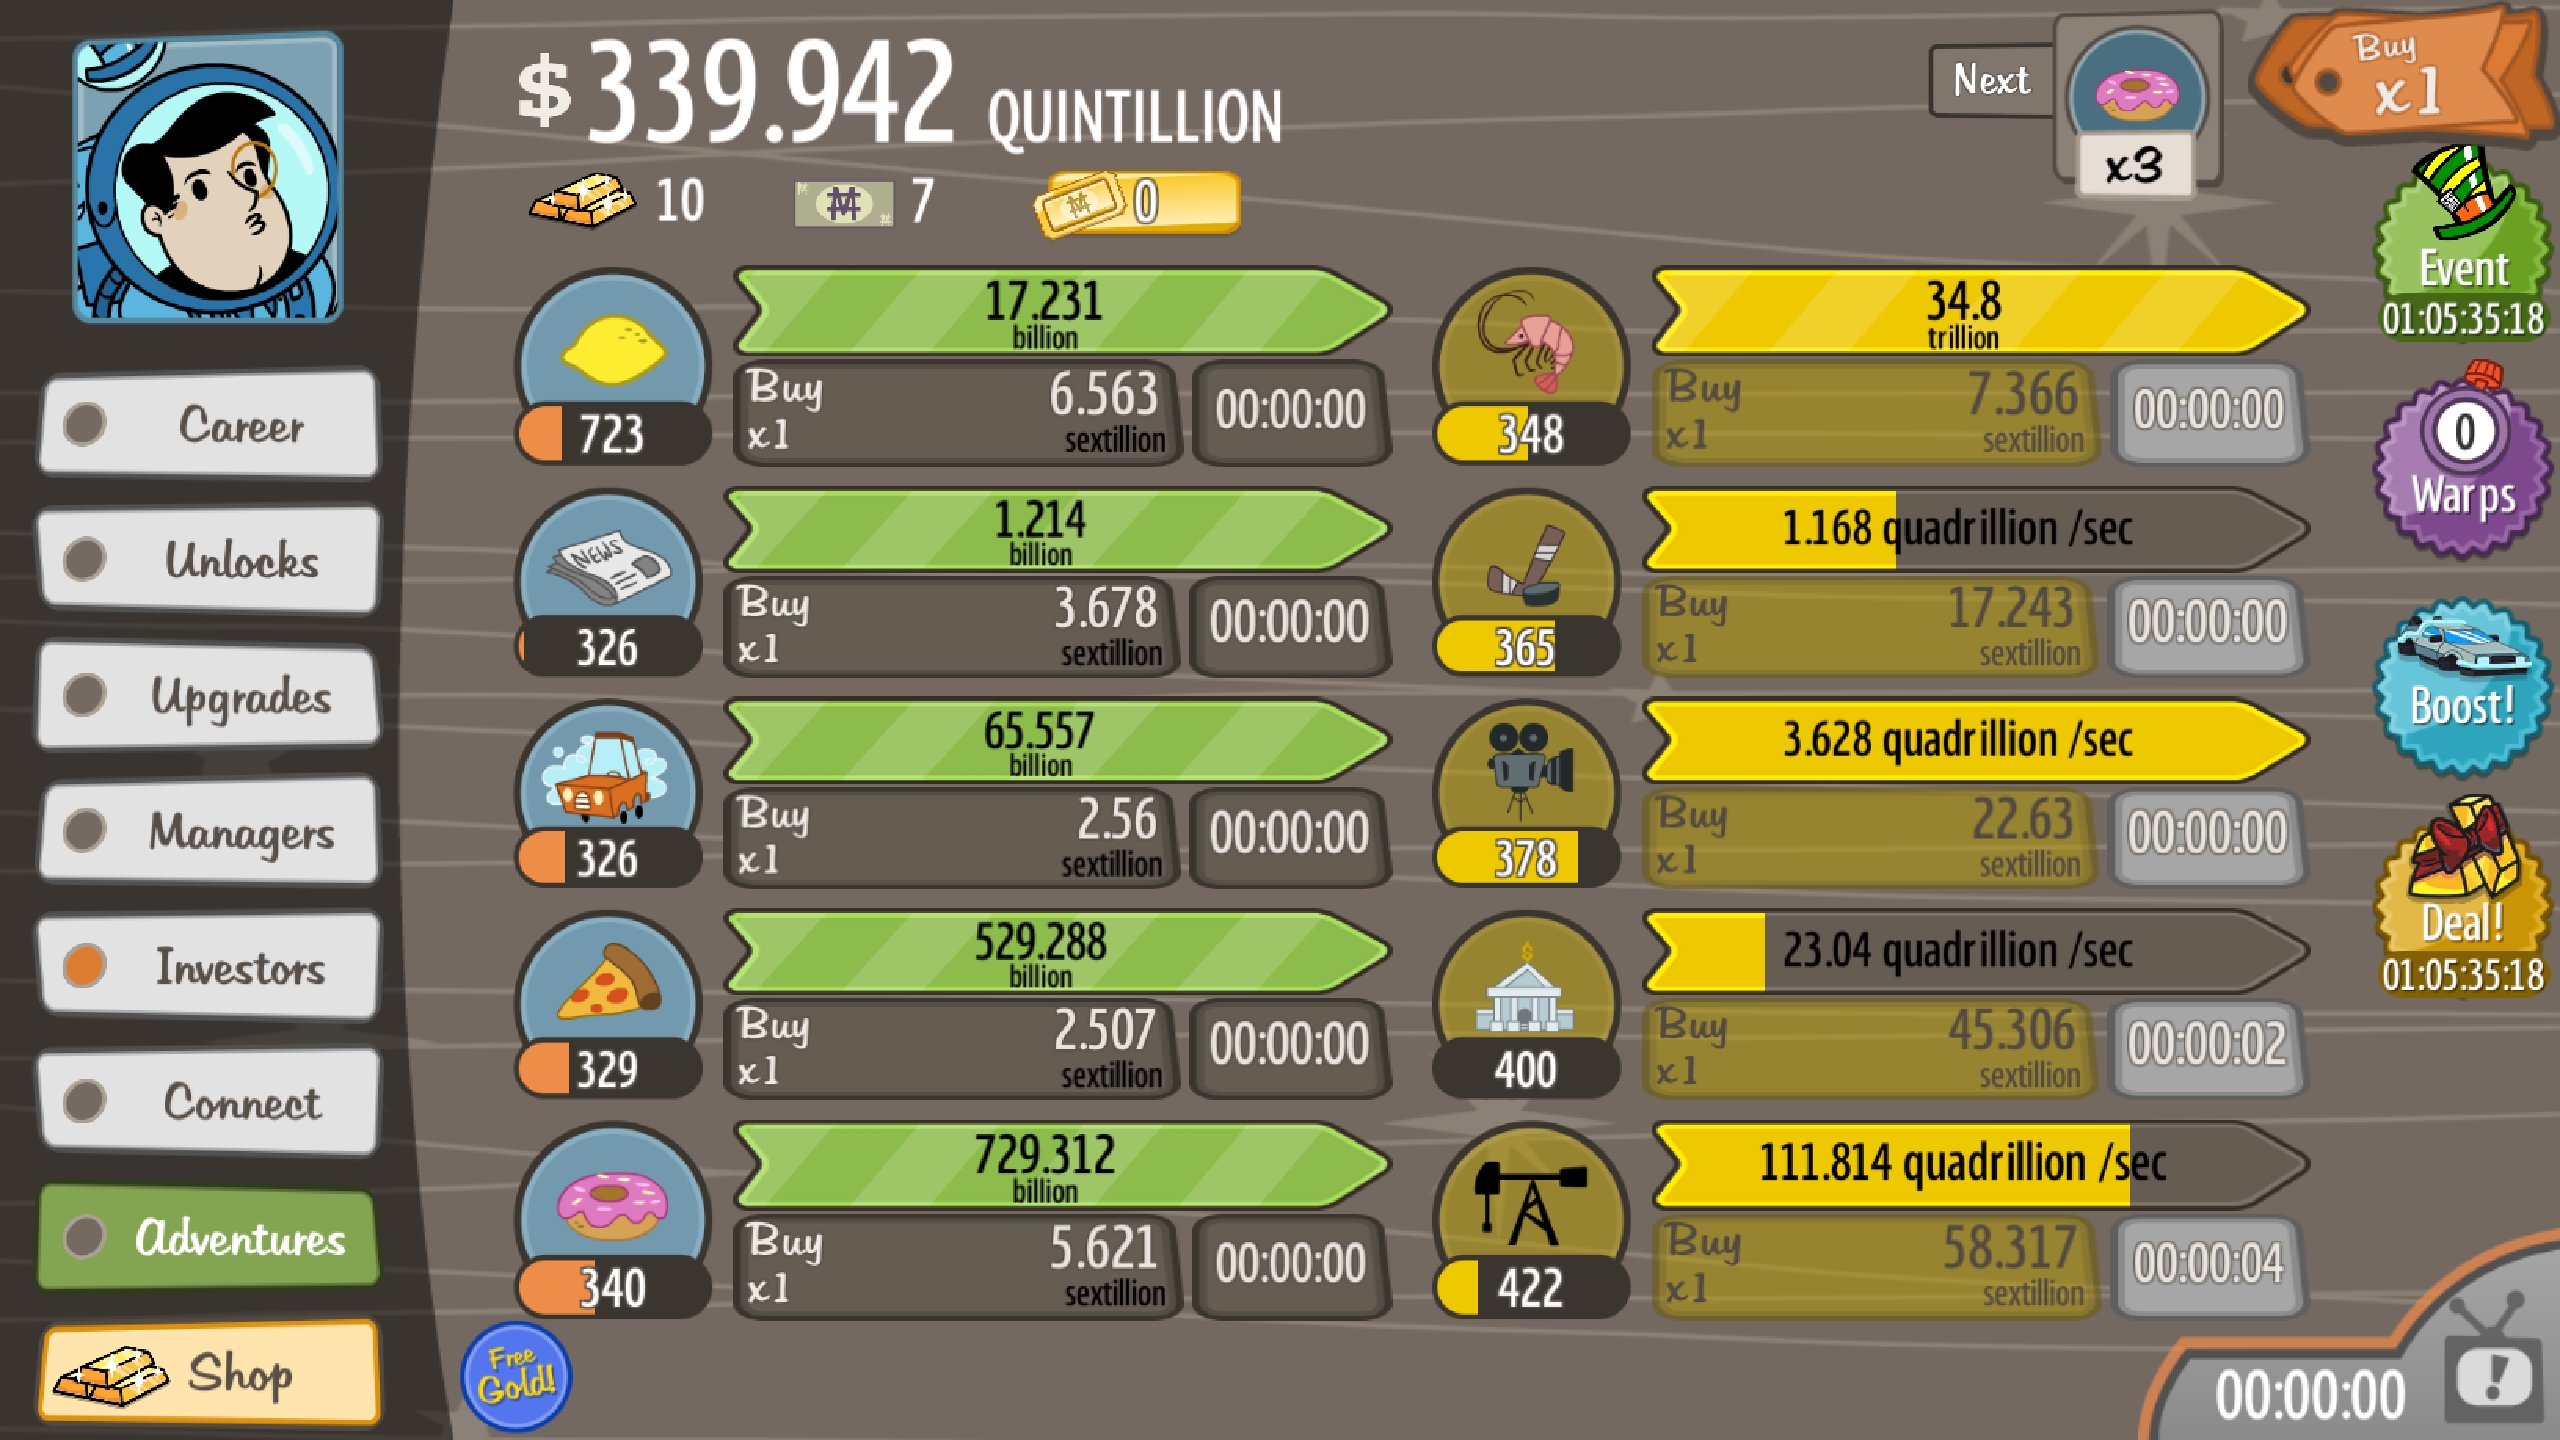 $339.942 QUINTILLION
10
7
0
Next
x3
Buy
x1
Event
01:05:35:18
0
Warps
Boost!
Deal!
01:05:35:18
Career
Unlocks
Upgrades
Managers
Investors
Connect
Adventures
Shop
17.231
billion
723
Buy
x1
6.563
sextillion
00:00:00
NEWS
1.214
billion
326
Buy
x1
3.678
sextillion
00:00:00
65.557
billion
326
Buy
x1
2.56
sextillion
00:00:00
529.288
billion
329
Buy
x1
2.507
sextillion
00:00:00
729.312
billion
340
Buy
x1
5.621
sextillion
00:00:00
34.8
trillion
348
Buy
x1
7.366
sextillion
00:00:00
1.168 quadrillion /sec
365
Buy
x1
17.243
sextillion
00:00:00
3.628 quadrillion /sec
378
Buy
x1
22.63
sextillion
00:00:00
23.04 quadrillion /sec
400
Buy
x1
45.306
sextillion
00:00:02
111.814 quadrillion /sec
422
Buy
x1
58.317
sextillion
00:00:04
Free
Gold!
00:00:00
!